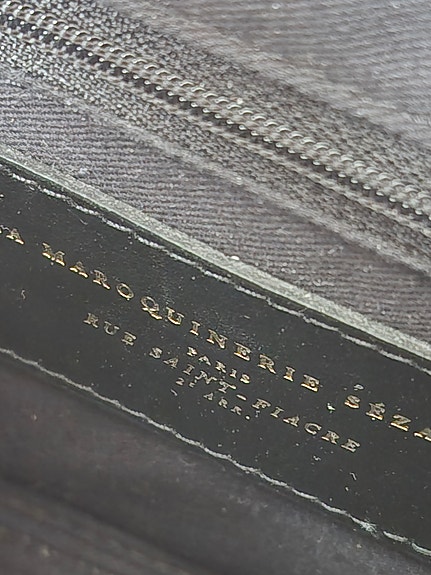 A MAROQUINERIE SÉZA
PARIS
RUE SAINT-FIACRE
2E ARR.